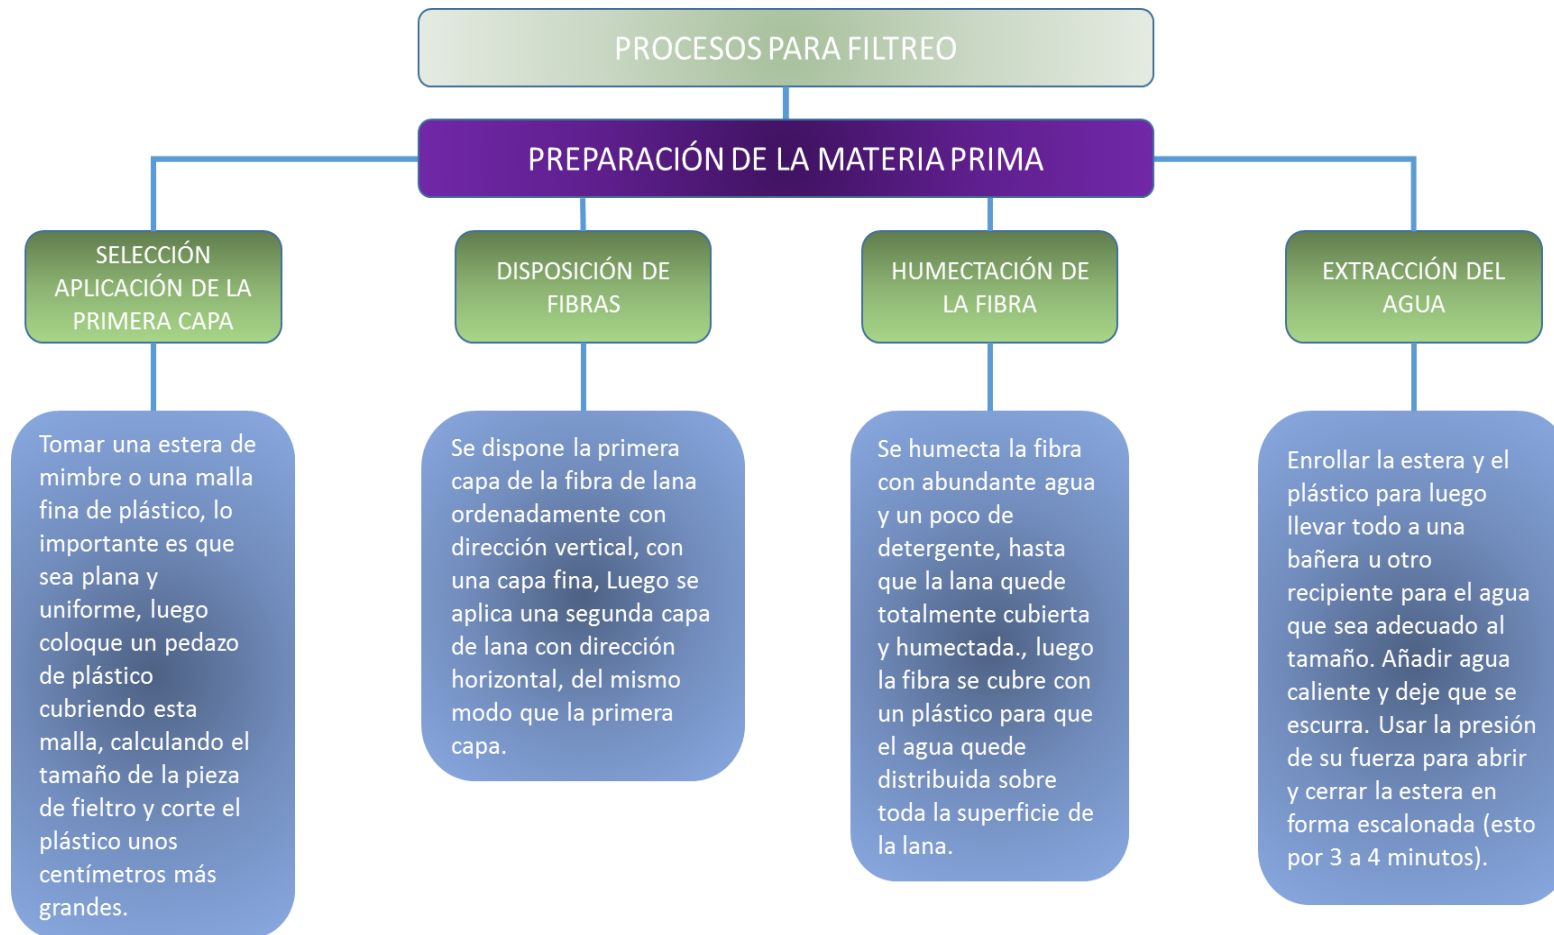 PROCESOS PARA FILTREO
PREPARACIÓN DE LA MATERIA PRIMA
SELECCIÓN
APLICACIÓN DE LA
PRIMERA CAPA
DISPOSICIÓN DE
FIBRAS
HUMECTACIÓN DE
LA FIBRA
EXTRACCIÓN DEL
AGUA
Tomar una estera de
mimbre o una malla
fina de plástico, lo
importante es que
sea plana y
uniforme, luego
coloque un pedazo
de plástico
cubriendo esta
malla, calculando el
tamaño de la pieza
de fieltro y corte el
plástico unos
centímetros más
grandes.
Se dispone la primera
capa de la fibra de lana
ordenadamente con
dirección vertical, con
una capa fina, Luego se
aplica una segunda capa
de lana con dirección
horizontal, del mismo
modo que la primera
capa.
Se humecta la fibra
con abundante agua
y un poco de
detergente, hasta
que la lana quede
totalmente cubierta
y humectada., luego
la fibra se cubre con
un plástico para que
el agua quede
distribuida sobre
toda la superficie de
la lana.
Enrollar la estera y el
plástico para luego
llevar todo a una
bañera u otro
recipiente para el agua
que sea adecuado al
tamaño. Añadir agua
caliente y deje que se
escurra. Usar la presión
de su fuerza para abrir
y cerrar la estera en
forma escalonada (esto
por 3 a 4 minutos).